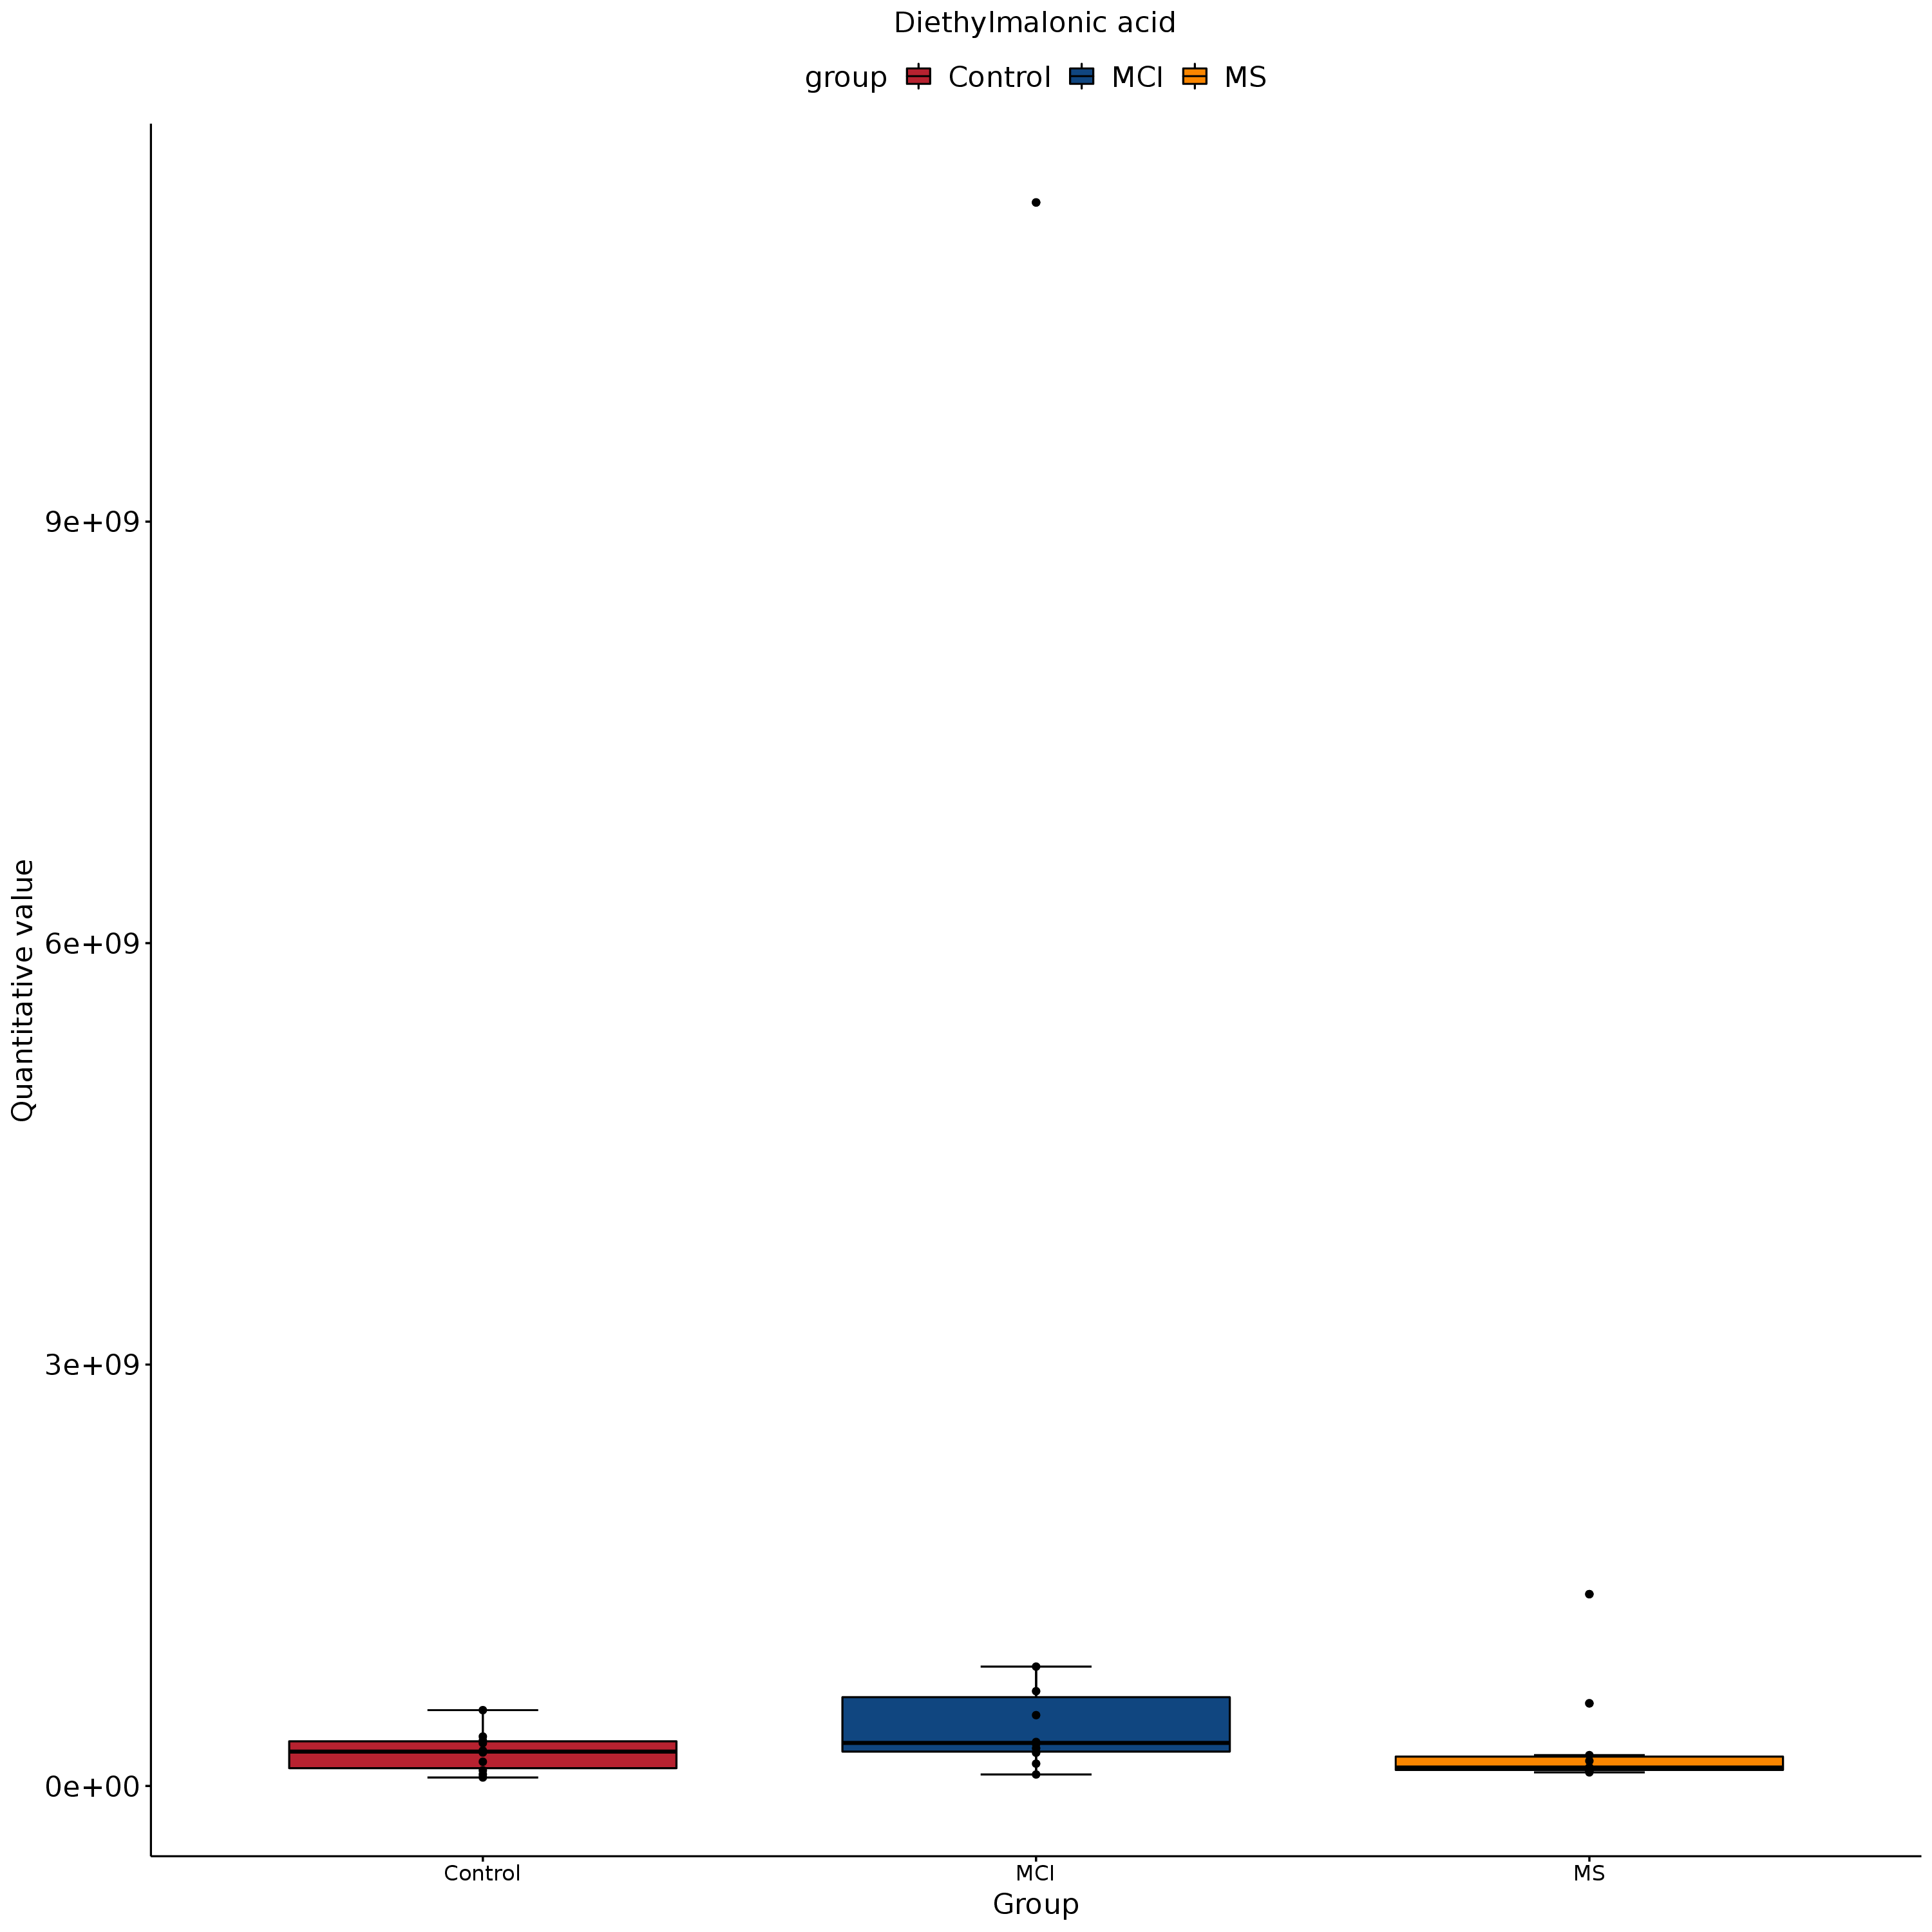 Diethylmalonic acid
group Control MCI MS
Quantitative value
9e+09
6e+09
3e+09
0e+00
Control MCI MS
Group